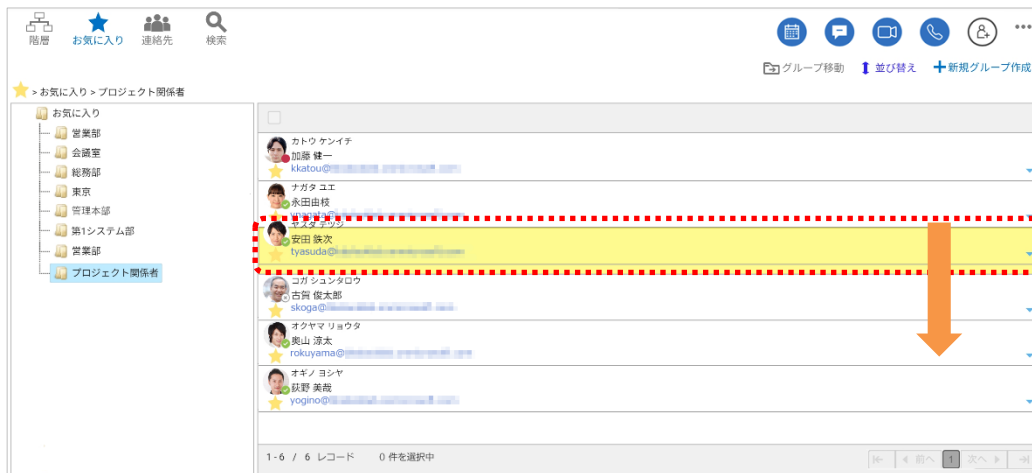 階層 お気に入り 連絡先 検索
グループ移動 並び替え 新規グループ作成
> お気に入り > プロジェクト関係者
お気に入り
営業部
会議室
総務部
東京
管理本部
第1システム部
営業部
プロジェクト関係者
カトウ ケンイチ
加藤 健一
kkatou@
ナガタ ユエ
永田由枝
ynagata@
ヤスダ テツジ
安田 鉄次
tyasuda@
コガ シュンタロウ
古賀 俊太郎
skoga@
オクヤマ リョウタ
奥山 涼太
rokuyama@
オギノ ヨシヤ
荻野 美哉
yogino@
1 - 6 / 6 レコード 0 件を選択中
前へ 1 次へ